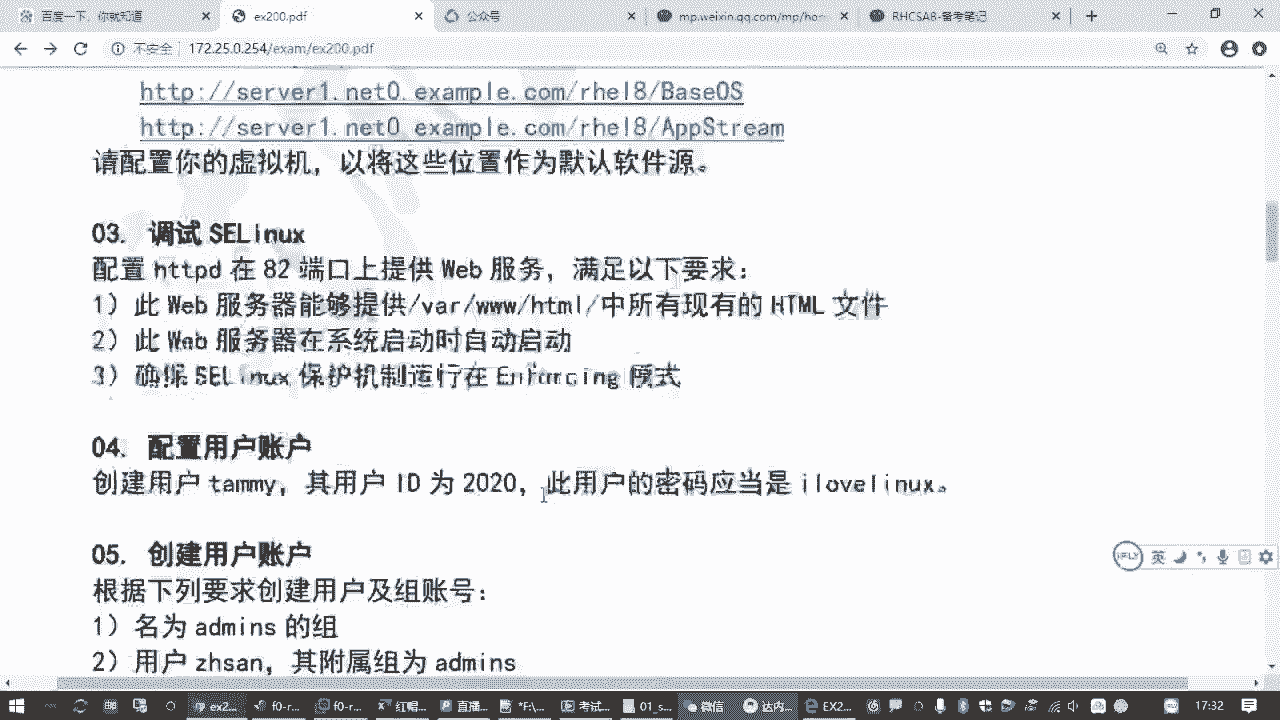 百度一下，你就知道
ex200.pdf
公众号
mp.weixin.qq.com/mp/ho
RHCSA8-备考笔记
不安全 172.25.0.254/exam/ex200.pdf
http://server1.net0.example.com/rhel8/BaseOS
http://server1.net0.example.com/rhel8/AppStream
请配置你的虚拟机，以将这些位置作为默认软件源。
03. 调试 SELinux
配置 httpd 在 82 端口上提供 Web 服务，满足以下要求：
1）此 Web 服务器能够提供/var/www/html/中所有现有的 HTML 文件
2）此 Web 服务器在系统启动时自动启动
3）确保 SELinux 保护机制运行在 Enforcing 模式
04. 配置用户账户
创建用户 tammy，其用户 ID 为 2020，此用户的密码应当是 ilovelinux。
05. 创建用户账户
根据下列要求创建用户及组账号：
1）名为 admins 的组
2）用户 zhsan，其附属组为 admins
iFLY 英
ex2... f0-r... f0-r... 红帽... 直播... *F:\... 考试... 01_s... 微信 达内... EX2...
17:32